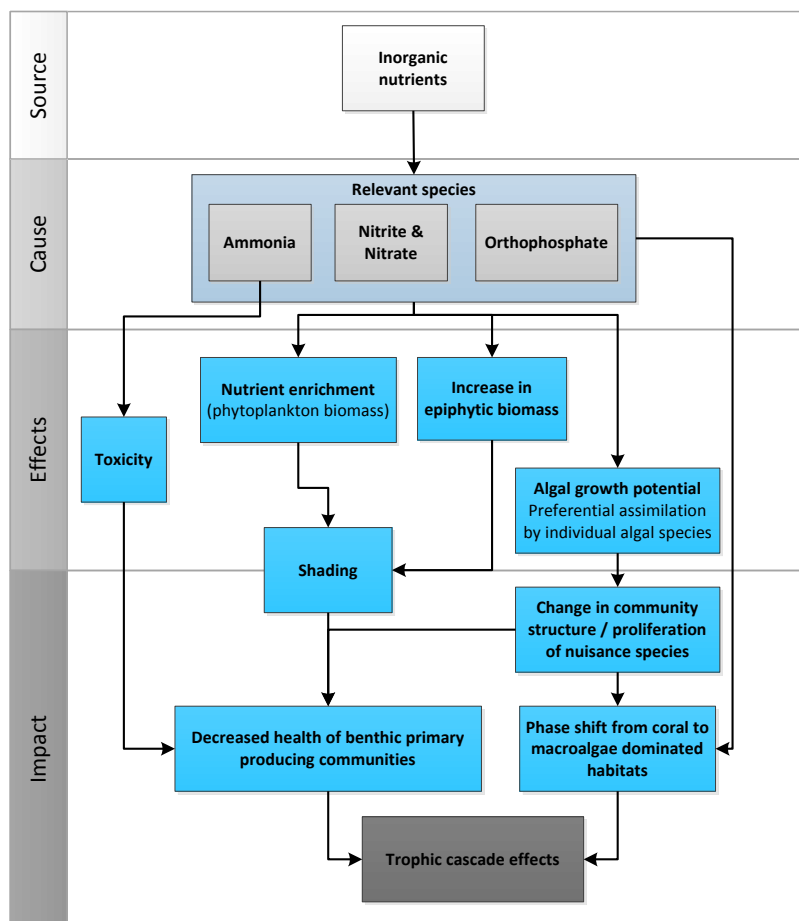 Source
Inorganic
nutrients
Cause
Relevant species
Ammonia
Nitrite &
Nitrate
Orthophosphate
Effects
Nutrient enrichment
(phytoplankton biomass)
Increase in
epiphytic biomass
Toxicity
Algal growth potential
Preferential assimilation
by individual algal species
Shading
Impact
Change in community
structure / proliferation
of nuisance species
Decreased health of benthic primary
producing communities
Phase shift from coral to
macroalgae dominated
habitats
Trophic cascade effects